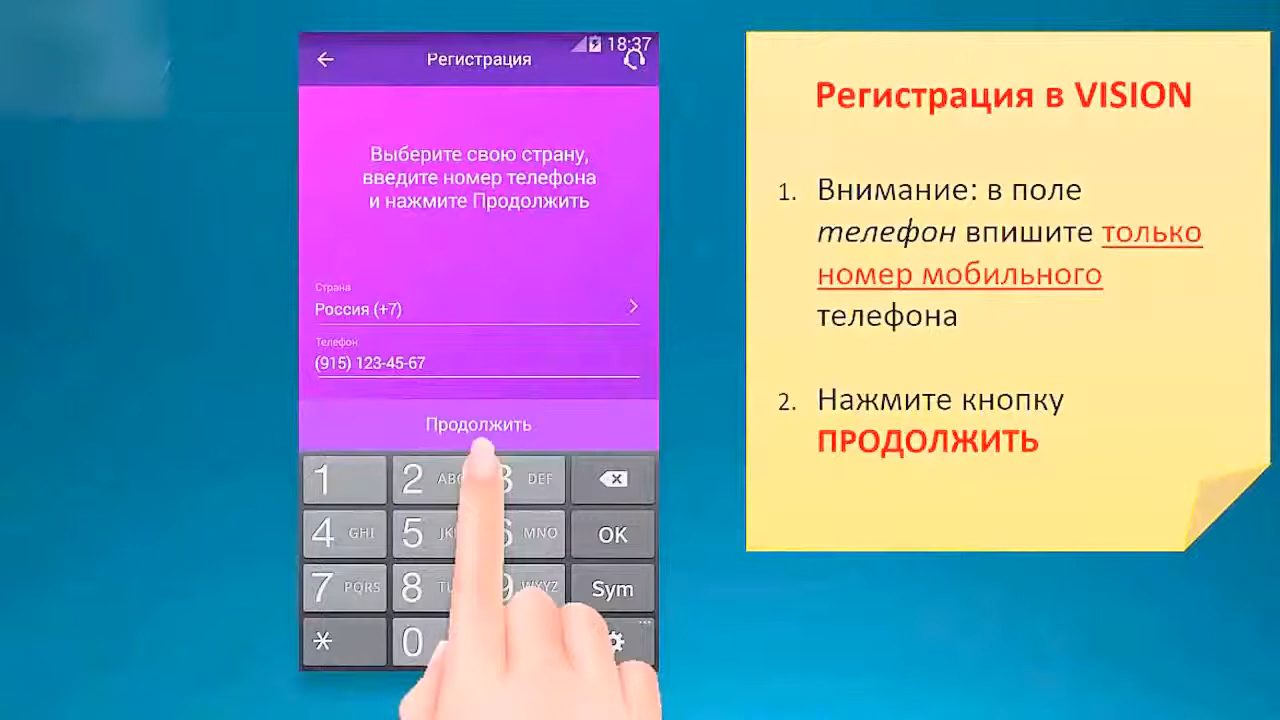 18:37
Регистрация
Выберите свою страну,
введите номер телефона
и нажмите Продолжить
Страна
Россия (+7)
Телефон
(915) 123-45-67
Продолжить
1
2
DEF
4 GHI
5
MNO
OK
7 PQRS
8
9 WXYZ
Sym
*
0
Регистрация в VISION
1. Внимание: в поле
телефон впишите только
номер мобильного
телефона
2. Нажмите кнопку
ПРОДОЛЖИТЬ